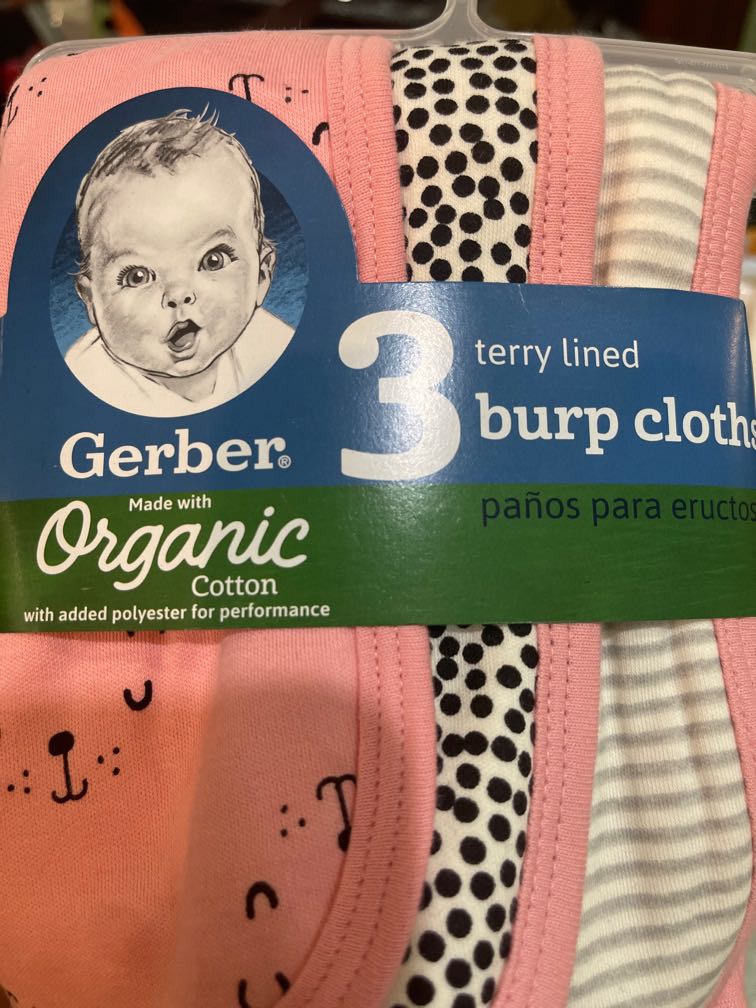 Gerber®
3
terry lined
burp cloths
paños para eructos
Made with
Organic
Cotton
with added polyester for performance